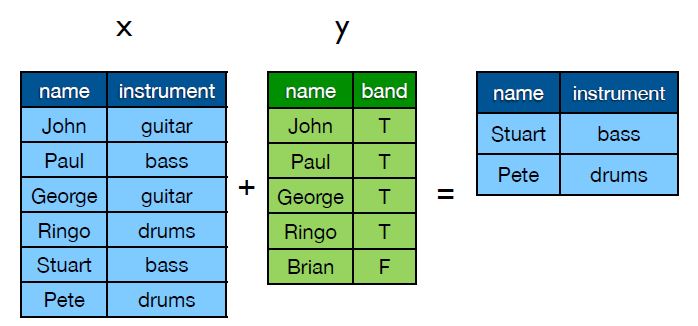 x y
name instrument
John guitar
Paul bass
George guitar
Ringo drums
Stuart bass
Pete drums
+
name band
John T
Paul T
George T
Ringo T
Brian F
=
name instrument
Stuart bass
Pete drums